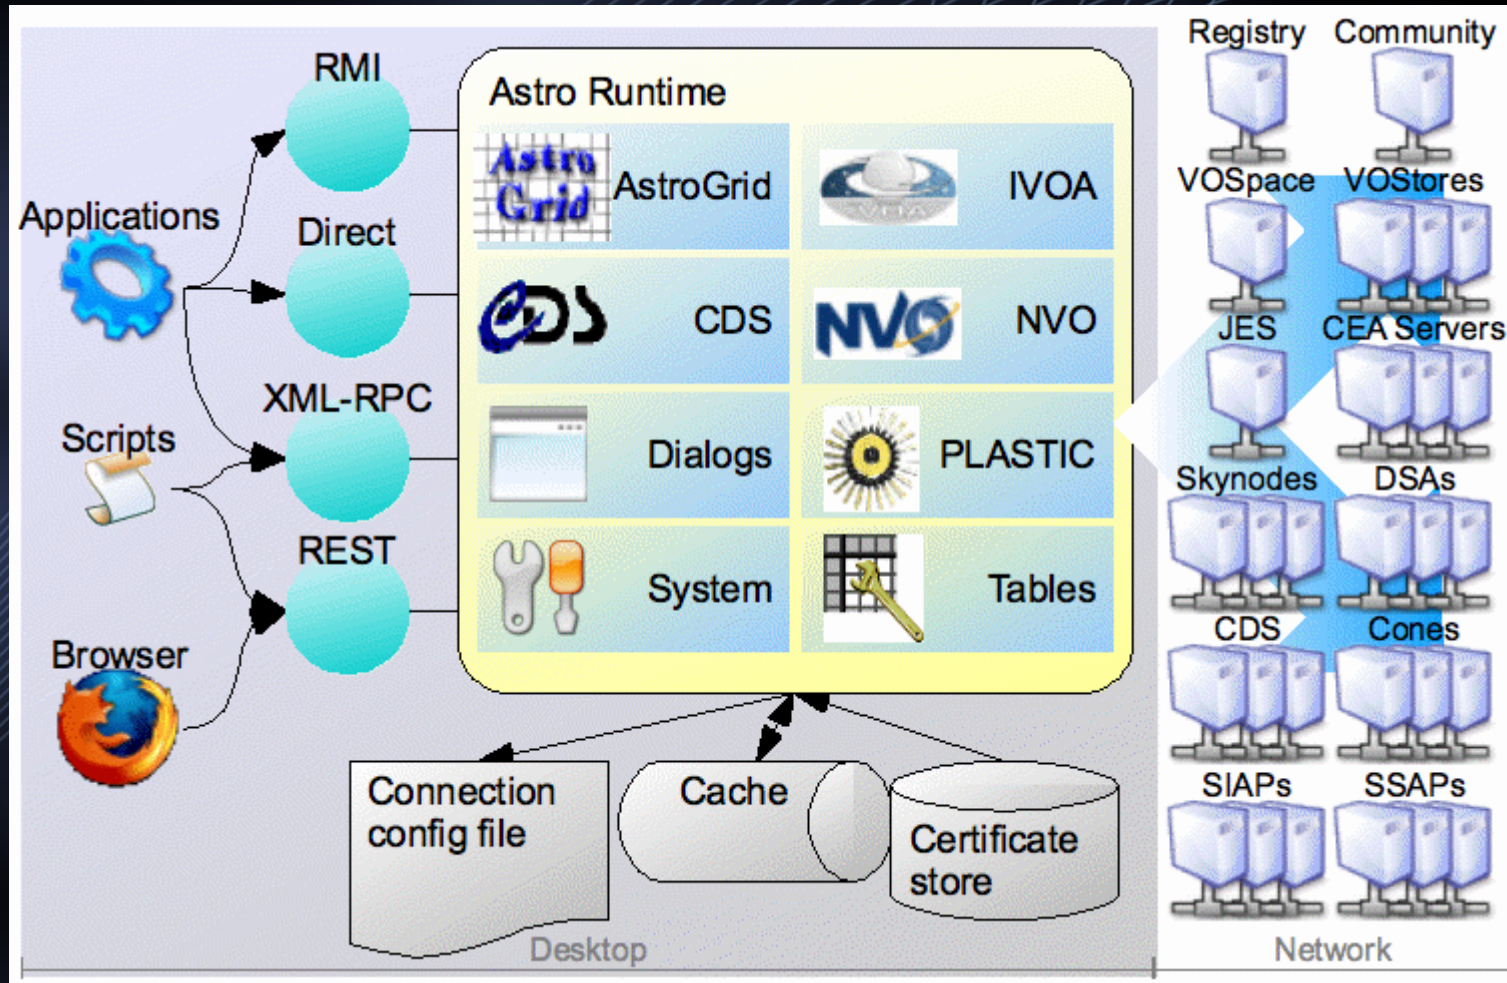 RMI
Applications
Direct
XML-RPC
Scripts
REST
Browser
Astro Runtime
Astro
Grid
AstroGrid
IVOA
CDS
CDS
NVO
NVO
Dialogs
PLASTIC
System
Tables
Connection
config file
Cache
Certificate
store
Desktop
Registry
Community
VOSpace
VOStores
JES
CEA Servers
Skynodes
DSAs
CDS
Cones
SIAPs
SSAPs
Network